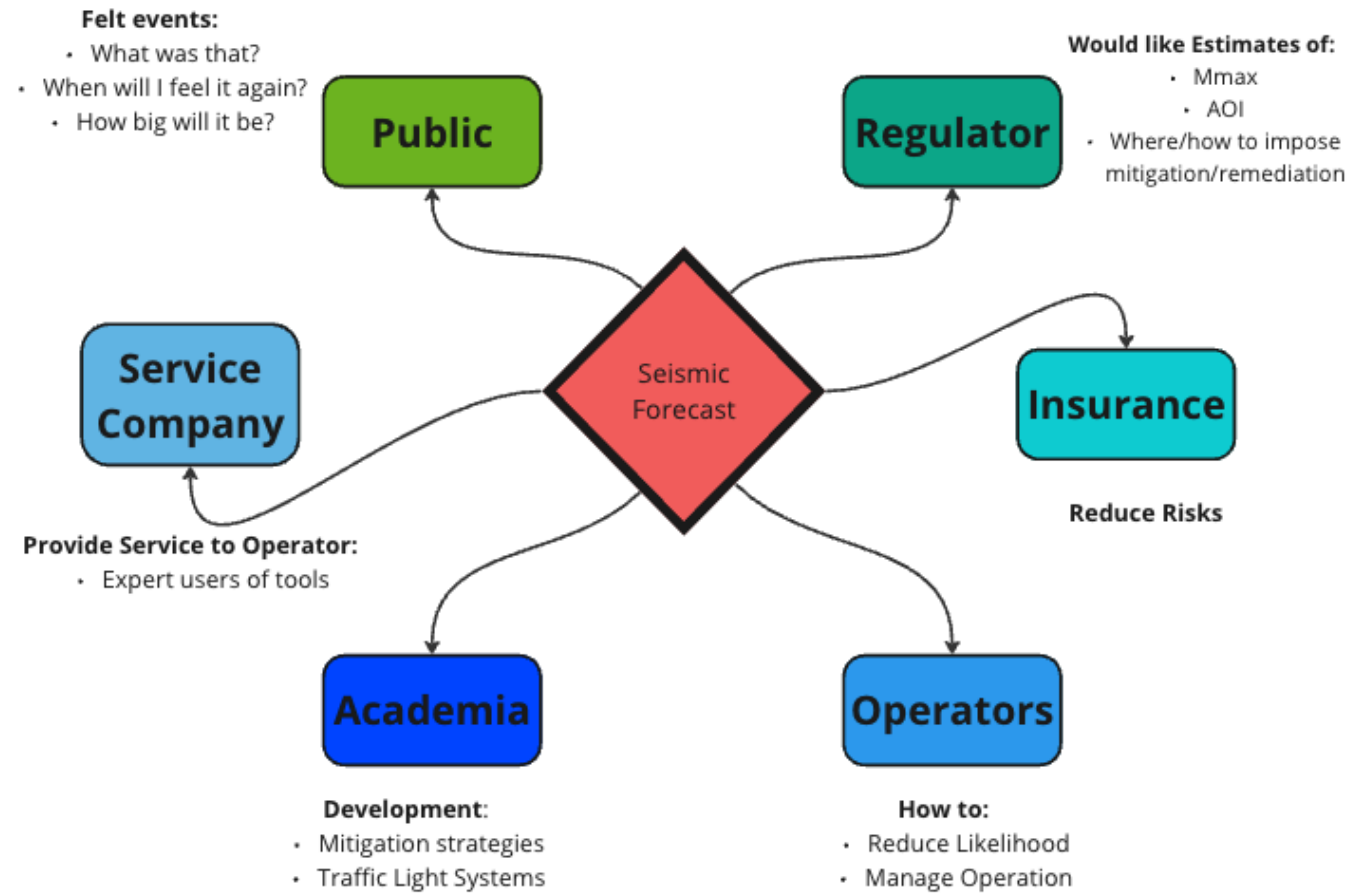 Felt events:
• What was that?
• When will I feel it again?
• How big will it be?
Public
Regulator
Would like Estimates of:
• Mmax
• AOI
• Where/how to impose
mitigation/remediation
Seismic
Forecast
Service
Company
Provide Service to Operator:
• Expert users of tools
Insurance
Reduce Risks
Academia
Development:
• Mitigation strategies
• Traffic Light Systems
Operators
How to:
• Reduce Likelihood
• Manage Operation